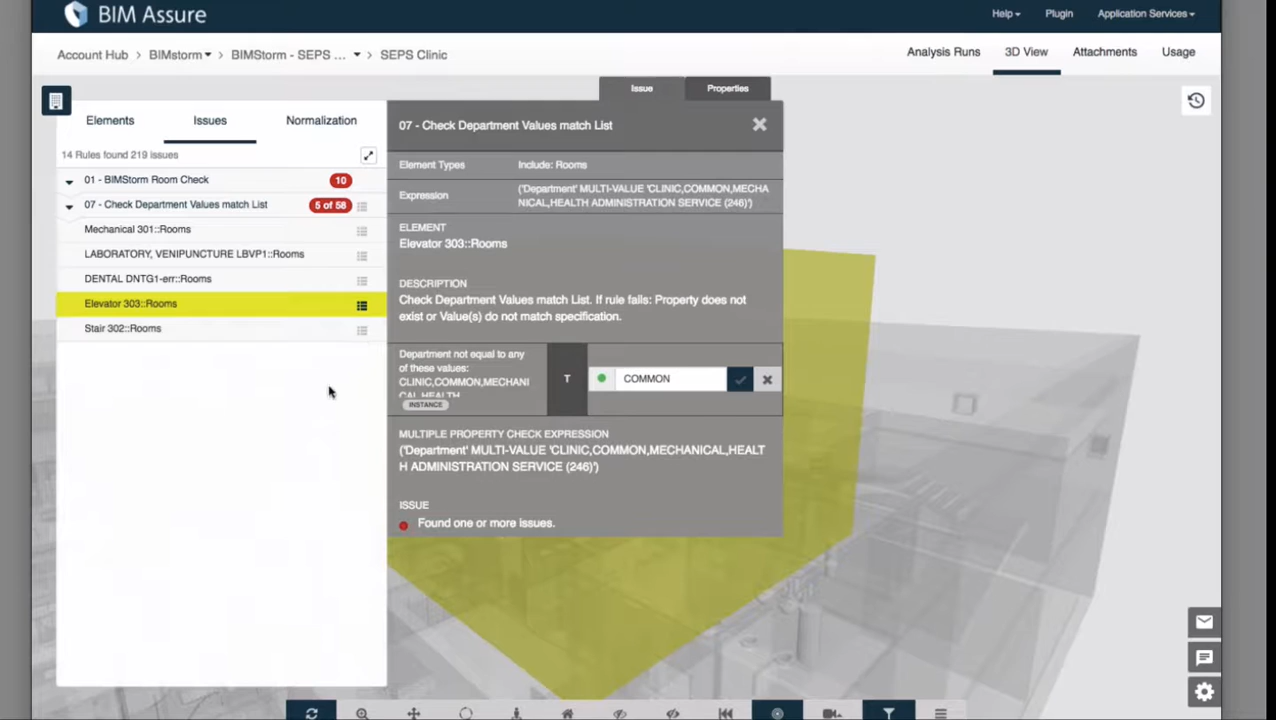 BIM Assure
Help
Plugin
Application Services
Account Hub > BIMstorm > BIMStorm - SEPS ... > SEPS Clinic
Analysis Runs
3D View
Attachments
Usage
Issue
Properties
Elements
Issues
Normalization
14 Rules found 219 issues
01 - BIMStorm Room Check
10
07 - Check Department Values match List
5 of 58
Mechanical 301::Rooms
LABORATORY, VENIPUNCTURE LBVP1::Rooms
DENTAL DNTG1-err::Rooms
Elevator 303::Rooms
Stair 302::Rooms
07 - Check Department Values match List
Element Types
Include: Rooms
Expression
('Department' MULTI-VALUE 'CLINIC,COMMON,MECHA
NICAL,HEALTH ADMINISTRATION SERVICE (246)')
ELEMENT
Elevator 303::Rooms
DESCRIPTION
Check Department Values match List. If rule fails: Property does not
exist or Value(s) do not match specification.
Department not equal to any
of these values:
CLINIC,COMMON,MECHANI
CAL,HEALTH
INSTANCE
T
COMMON
MULTIPLE PROPERTY CHECK EXPRESSION
('Department' MULTI-VALUE 'CLINIC,COMMON,MECHANICAL,HEALT
H ADMINISTRATION SERVICE (246)')
ISSUE
Found one or more issues.